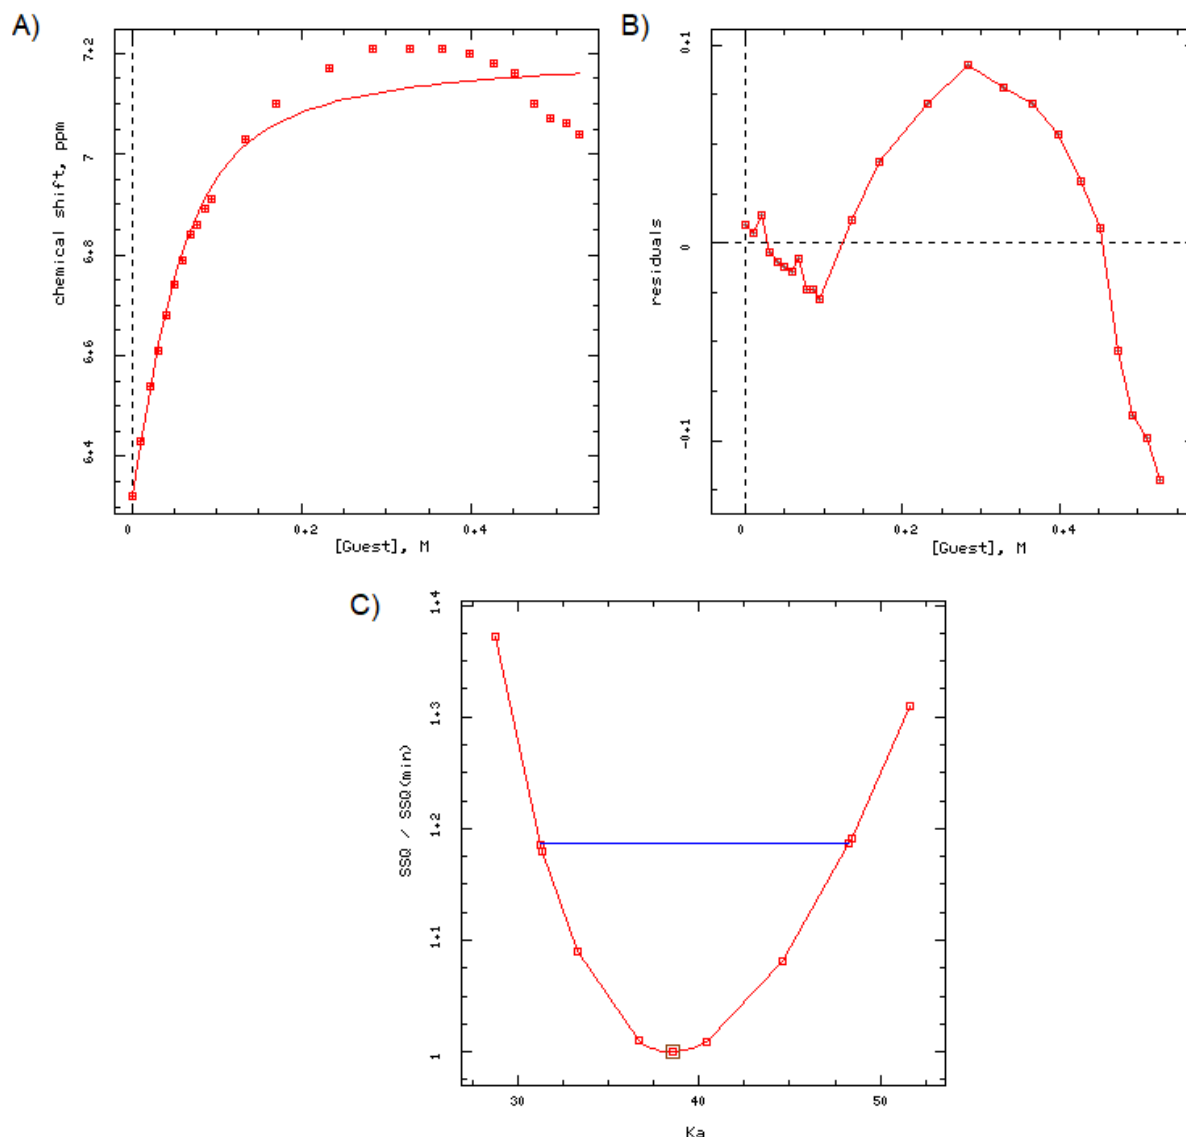 A)
7+2
7
6+8
6+6
6+4
chemical shift, ppm
0
0+2
0+4
[Guest], M
B)
0+1
0
-0+1
residuals
0
0+2
0+4
[Guest], M
C)
1+4
1+3
1+2
1+1
1
SSQ / SSQ(min)
30
40
50
Ka